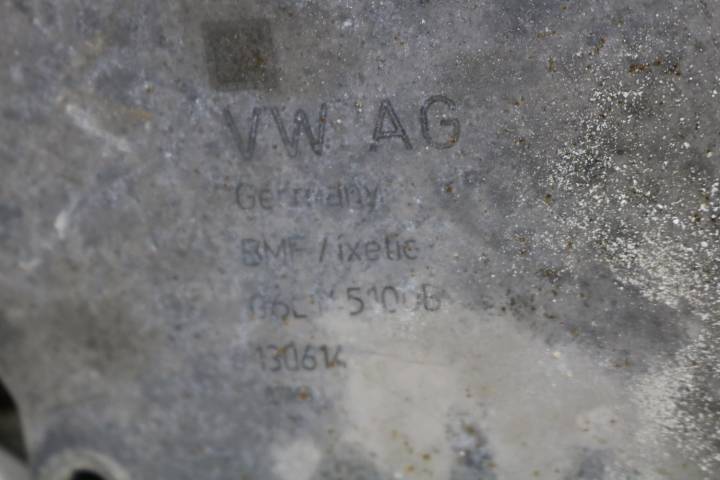 VW AG
Germany
BMF / ixetic
130614